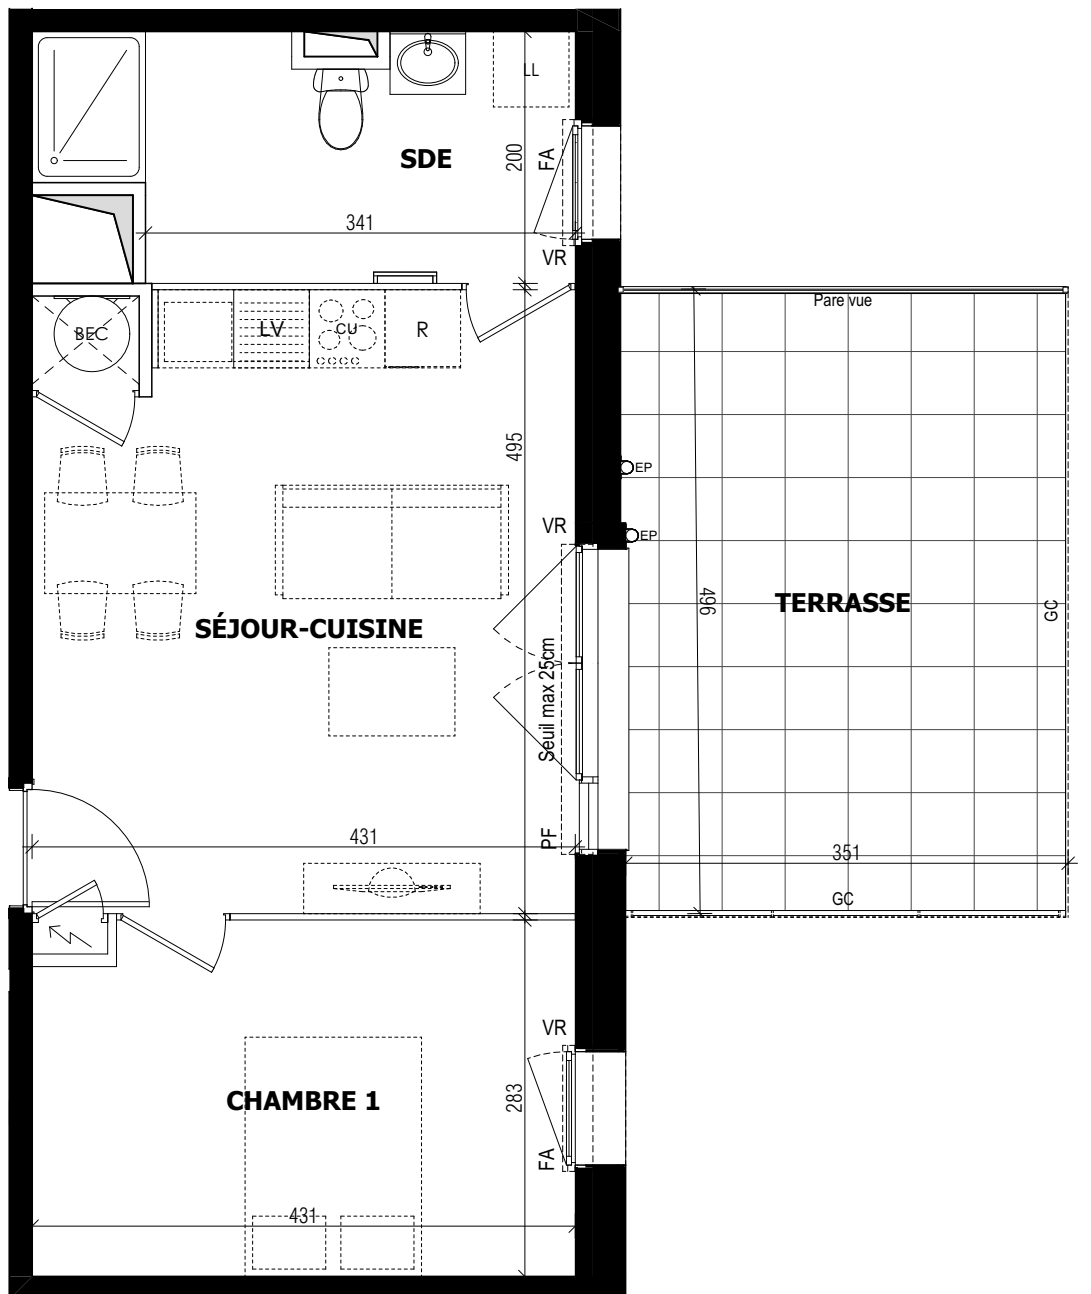 LL
SDE
200
FA
341
VR
Pare vue
BEC
LV
CU
R
495
EP
VR
EP
496
TERRASSE
GC
SÉJOUR-CUISINE
Seuil max 25cm
431
PF
351
GC
VR
CHAMBRE 1
283
FA
431